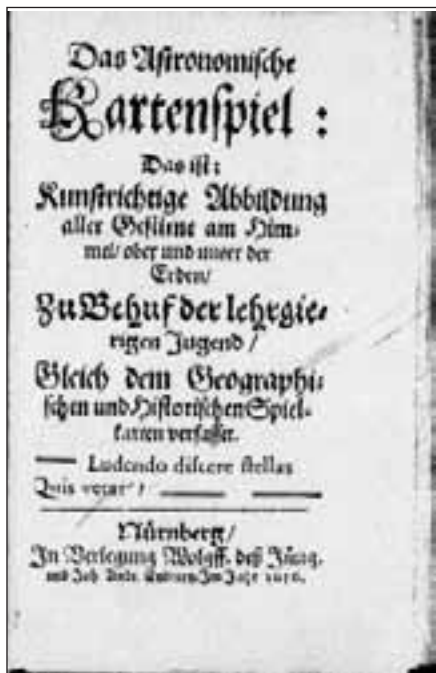 Das Astronomische
Kartenspiel :
Das ist:
Kunstrichtige Abbildung
aller Gestirne am Him-
mel/ ober und unter der
Erden/
Zu Behuf der lehrgie-
rigen Jugend /
Gleich dem Geographi-
schen und Historischen Spiel-
karten verfasset.
Ludendo discere stellas
Quis vetat? /
Nürnberg/
In Verlegung Wolffg. deß Jüng.
und Joh. Andr. Im Jahr